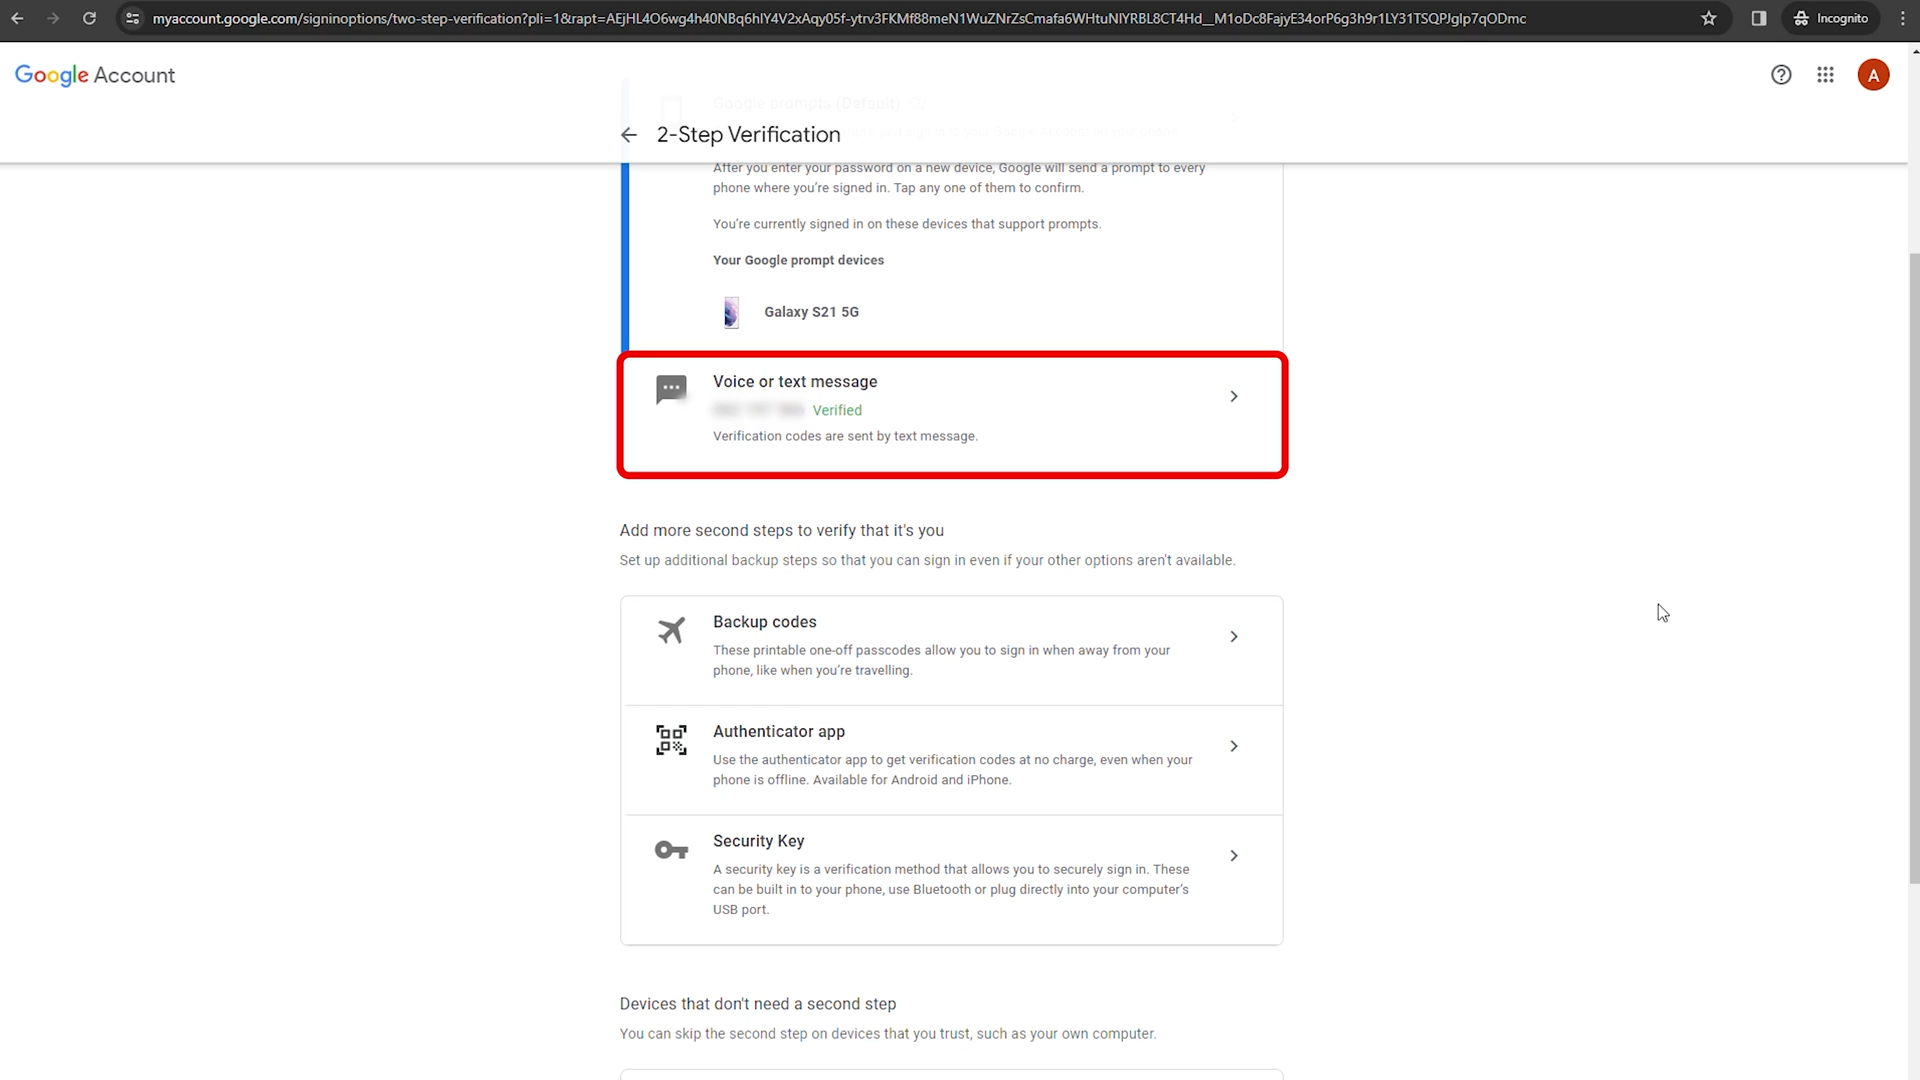 myaccount.google.com/signinoptions/two-step-verification?pli=1&rapt=AEjHL4O6wg4h40NBq6hIY4V2xAqy05f-ytrv3FKMf88meN1WuZNrZsCmafa6WHtuNlYRBL8CT4Hd__M1oDc8FajyE34orP6g3h9r1LY31TSQPJgIp7qODmc
Incognito
Google Account
A
Google prompts (Default)
2-Step Verification
After you enter your password on a new device, Google will send a prompt to every
phone where you're signed in. Tap any one of them to confirm.
You're currently signed in on these devices that support prompts.
Your Google prompt devices
Galaxy S21 5G
Voice or text message
Verified
Verification codes are sent by text message.
Add more second steps to verify that it's you
Set up additional backup steps so that you can sign in even if your other options aren't available.
Backup codes
These printable one-off passcodes allow you to sign in when away from your
phone, like when you're travelling.
Authenticator app
Use the authenticator app to get verification codes at no charge, even when your
phone is offline. Available for Android and iPhone.
Security Key
A security key is a verification method that allows you to securely sign in. These
can be built in to your phone, use Bluetooth or plug directly into your computer's
USB port.
Devices that don't need a second step
You can skip the second step on devices that you trust, such as your own computer.